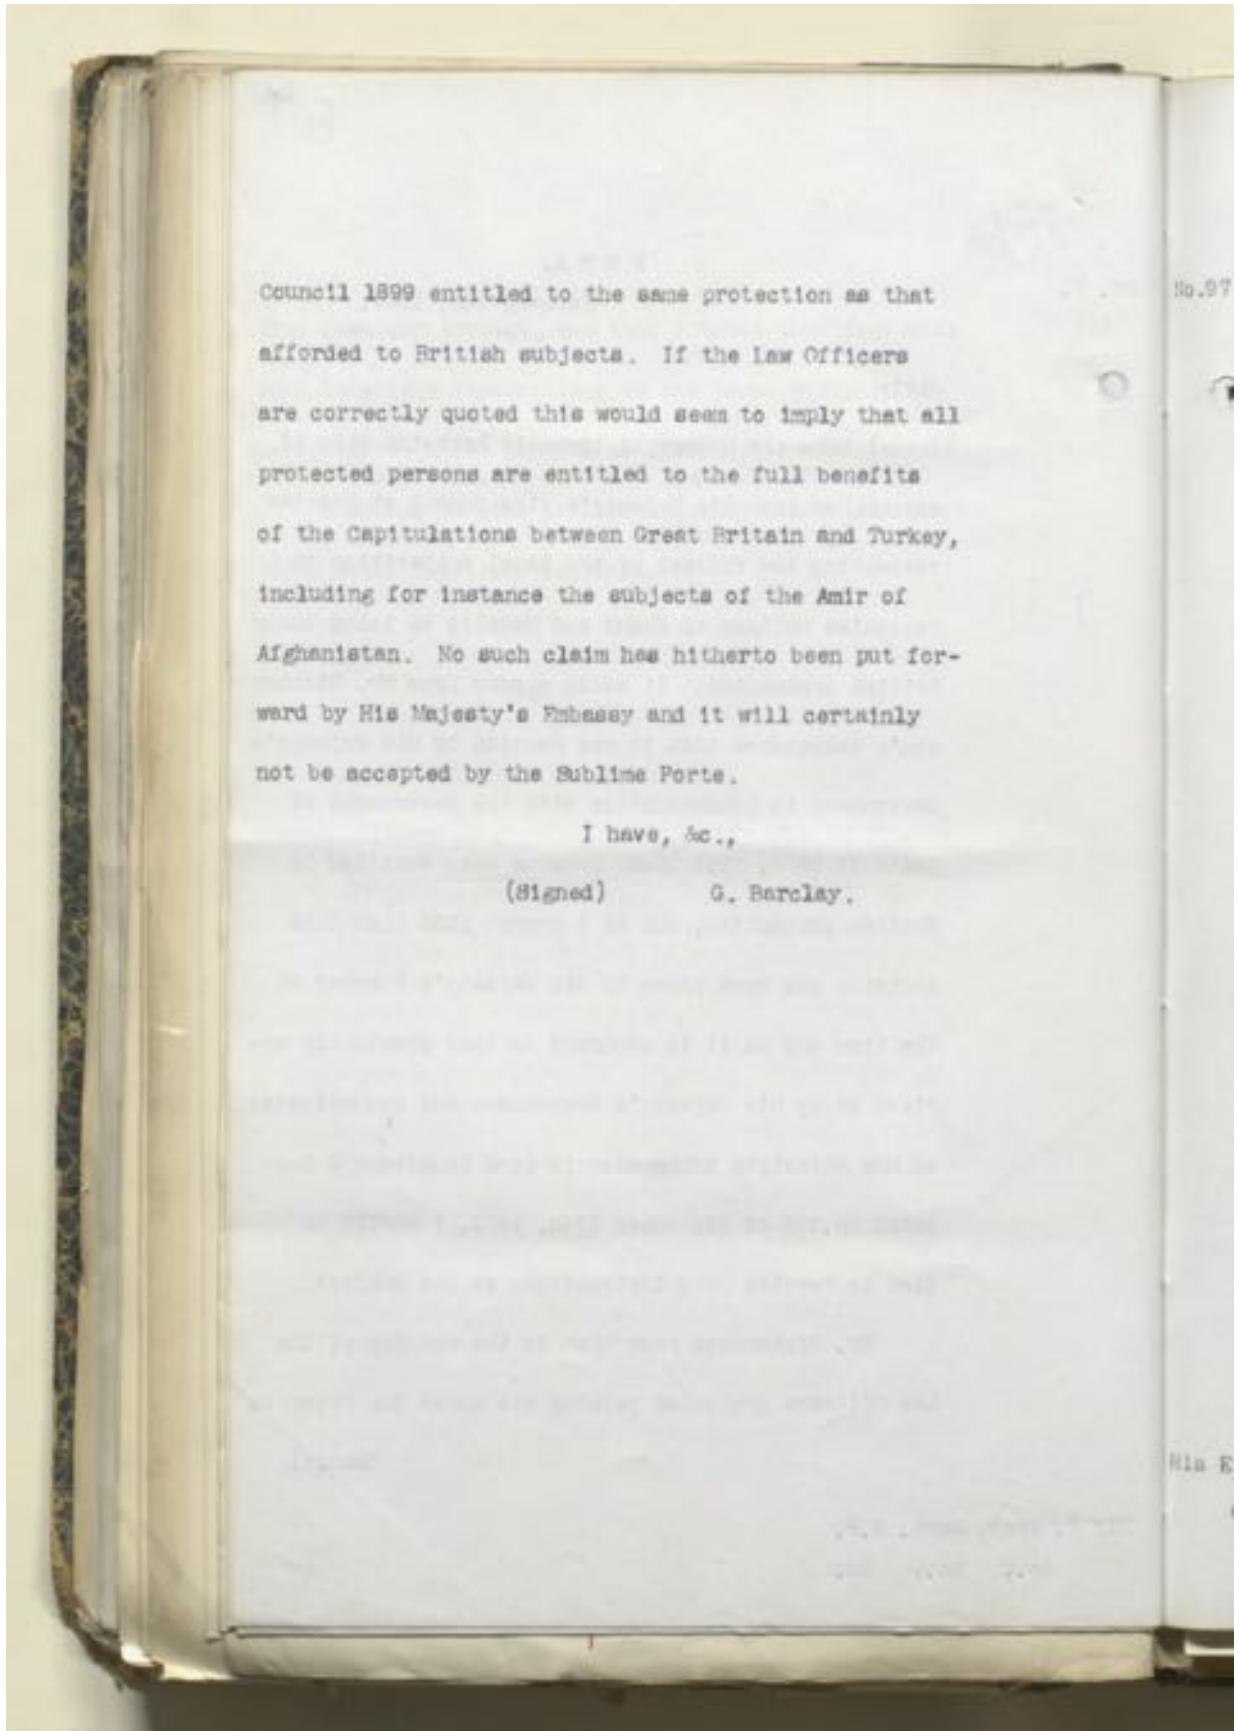 Council 1899 entitled to the same protection as that
afforded to British subjects. If the Law Officers
are correctly quoted this would seem to imply that all
protected persons are entitled to the full benefits
of the Capitulations between Great Britain and Turkey,
including for instance the subjects of the Amir of
Afghanistan. No such claim has hitherto been put for-
ward by His Majesty's Embassy and it will certainly
not be accepted by the Sublime Porte.
I have, &c.,
(Signed) G. Barclay.
No.97
His E